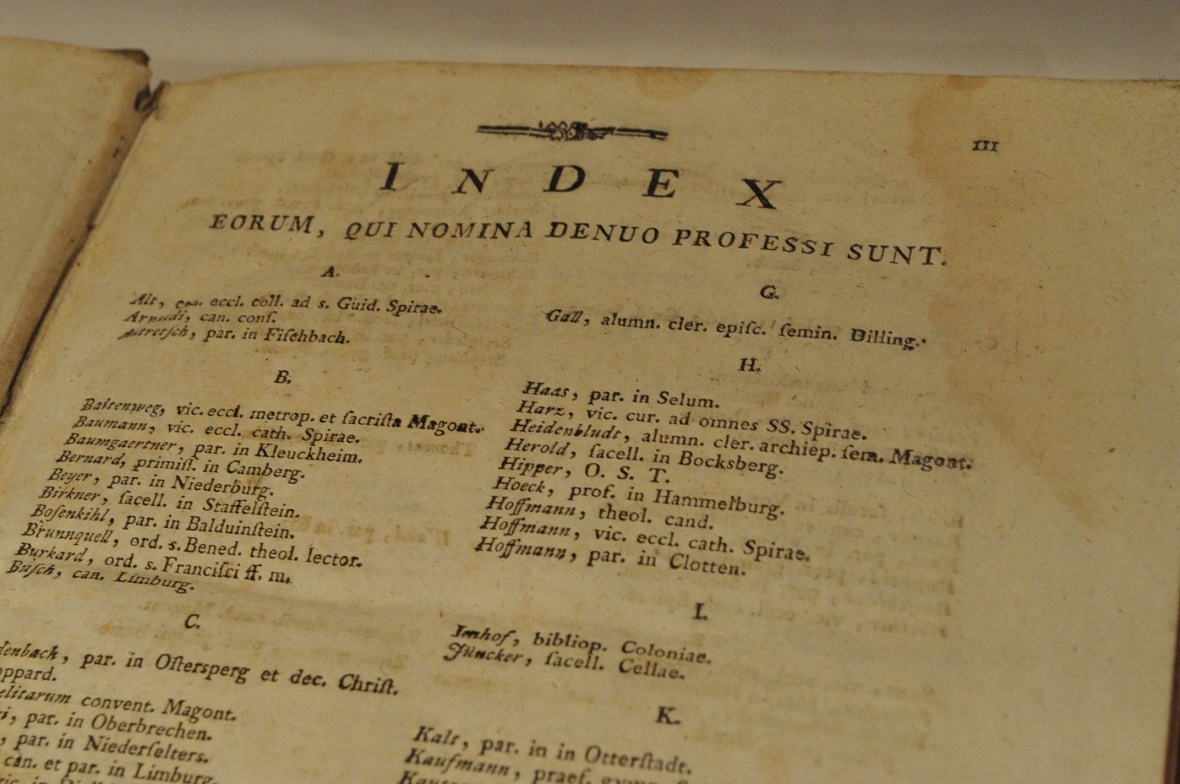 III
INDEX
EORUM, QUI NOMINA DENUO PROFESSI SUNT.
A.
Alt, can. eccl. coll. ad s. Guid. Spirae.
Arnoldi, can. conf.
par. in Fiſchbach.
B.
Baltenweg, vic. eccl. metrop. et ſacriſta Magont.
Baumann, vic. eccl. cath. Spirae.
Baumgaertner, par. in Kleuckheim.
Bernard, primiſſ. in Camberg.
Beyer, par. in Niederburg.
Birkner, ſacell. in Staffelſtein.
Boſenkihl, par. in Balduinſtein.
Brunnquell, ord. s. Bened. theol. lector.
Burkard, ord. s. Franciſci ff. m.
Buſch, can. Limburg.
C.
par. in Oſtersperg et dec. Chriſt.
convent. Magont.
par. in Oberbrechen.
par. in Niederſelters.
can. et par. in Limburg.
G.
Gall, alumn. cler. epiſc. ſemin. Dilling.
H.
Haas, par. in Selum.
Harz, vic. cur. ad omnes SS. Spirae.
Heidenbludt, alumn. cler. archiep. ſem. Magont.
Herold, ſacell. in Bocksberg.
Hipper, O. S. T.
Hoeck, prof. in Hammelburg.
Hoffmann, theol. cand.
Hoffmann, vic. eccl. cath. Spirae.
Hoffmann, par. in Clotten.
I.
Imhof, bibliop. Coloniae.
Jüncker, ſacell. Cellae.
K.
Kalt, par. in in Otterſtadt.
Kaufmann, praef.